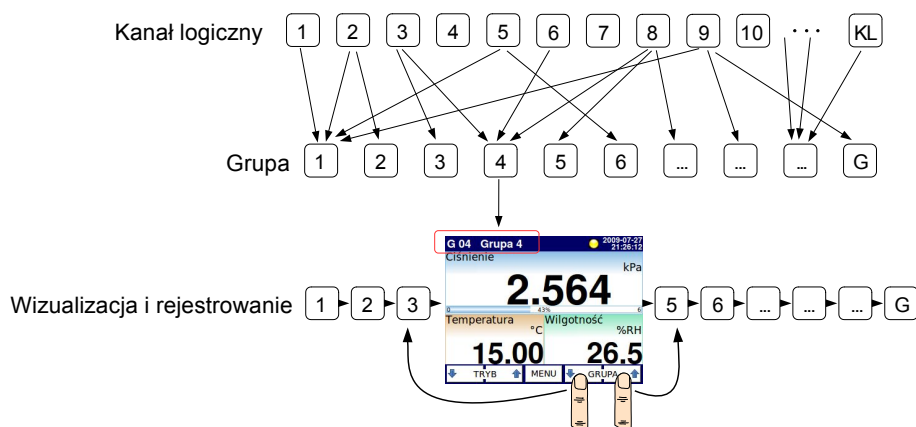 Kanał logiczny 1 2 3 4 5 6 7 8 9 10 ... KL
Grupa 1 2 3 4 5 6 ... ... ... G
G 04 Grupa 4 2009-07-27
21:26:12
Ciśnienie
kPa
2.564
0 43% 6
Wizualizacja i rejestrowanie 1 2 3 5 6 ... ... ... G
Temperatura Wilgotność
°C %RH
15.00 26.5
TRYB MENU GRUPA